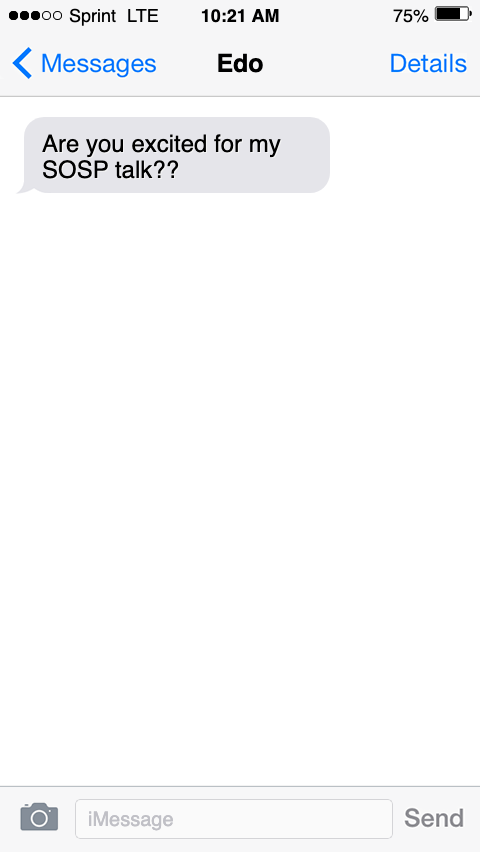 Sprint LTE 10:21 AM 75%
Messages Edo Details
Are you excited for my
SOSP talk??
iMessage Send